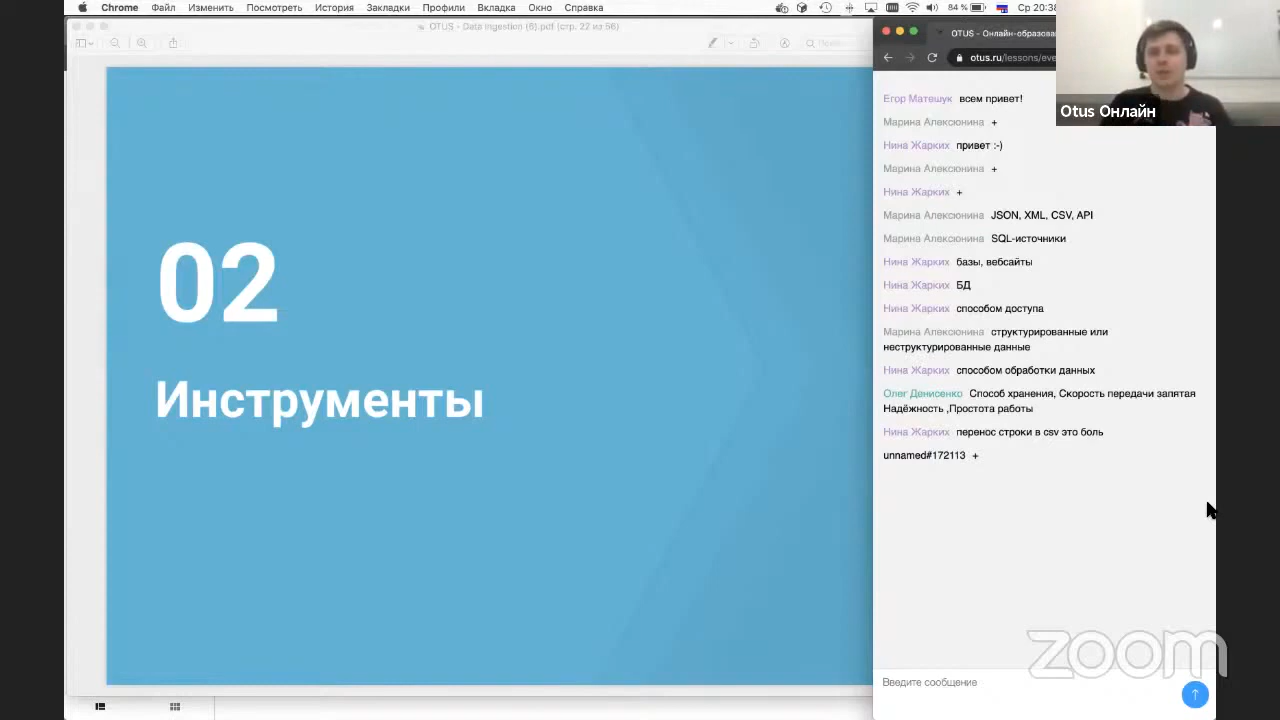 Chrome Файл Изменить Посмотреть История Закладки Профили Вкладка Окно Справка 84 % Ср 20:38
OTUS - Data Ingestion (6).pdf (стр. 22 из 56)
Поиск
OTUS - Онлайн-образова
otus.ru/lessons/eve
Otus Онлайн
02
Инструменты
Егор Матешук всем привет!
Марина Алексюнина +
Нина Жарких привет :-)
Марина Алексюнина +
Нина Жарких +
Марина Алексюнина JSON, XML, CSV, API
Марина Алексюнина SQL-источники
Нина Жарких базы, вебсайты
Нина Жарких БД
Нина Жарких способом доступа
Марина Алексюнина структурированные или
неструктурированные данные
Нина Жарких способом обработки данных
Олег Денисенко Способ хранения, Скорость передачи запятая
Надёжность ,Простота работы
Нина Жарких перенос строки в csv это боль
unnamed#172113 +
zoom
Введите сообщение